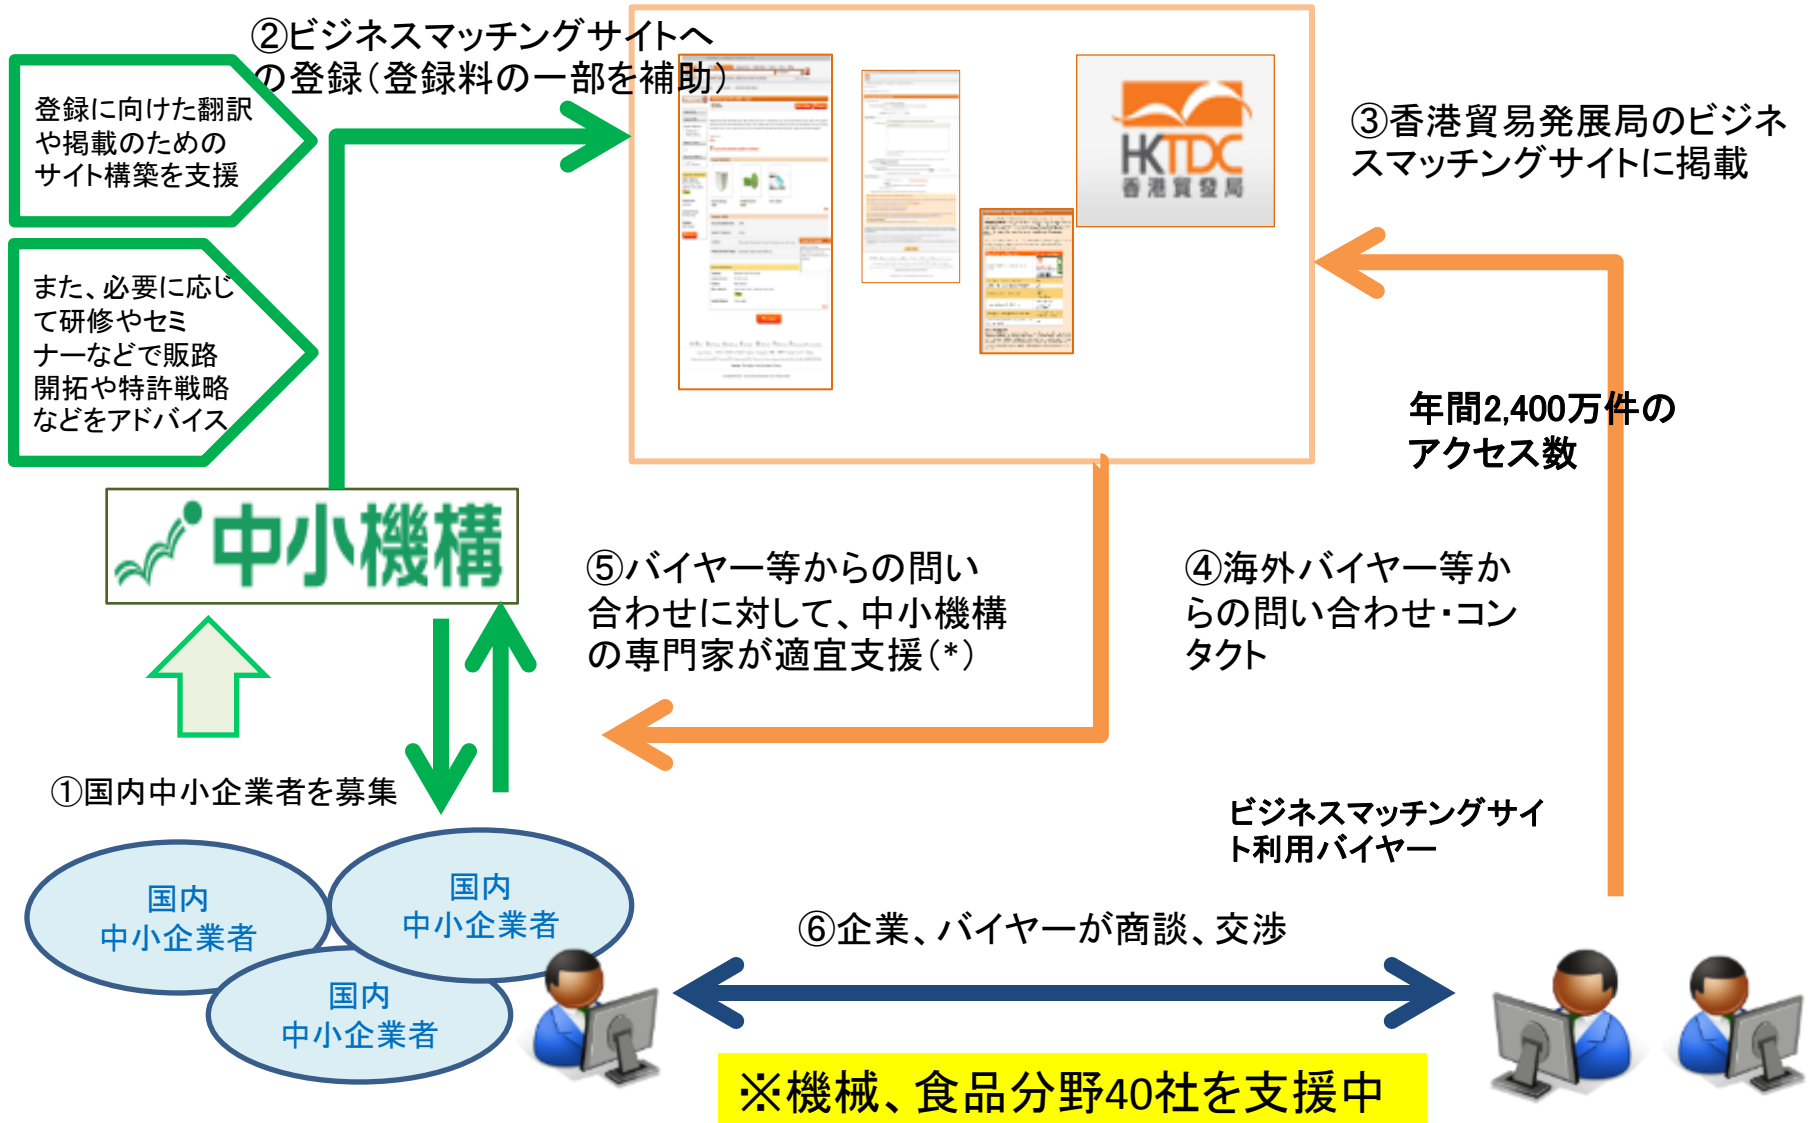 ②ビジネスマッチングサイトへ
の登録（登録料の一部を補助）
登録に向けた翻訳
や掲載のための
サイト構築を支援
また、必要に応じ
て研修やセミ
ナーなどで販路
開拓や特許戦略
などをアドバイス
HKTDC
香港貿發局
③香港貿易発展局のビジネ
スマッチングサイトに掲載
年間2,400万件の
アクセス数
中小機構
⑤バイヤー等からの問い
合わせに対して、中小機構
の専門家が適宜支援（*）
④海外バイヤー等か
らの問い合わせ・コン
タクト
①国内中小企業者を募集
ビジネスマッチングサイ
ト利用バイヤー
国内
中小企業者
国内
中小企業者
国内
中小企業者
⑥企業、バイヤーが商談、交渉
※機械、食品分野40社を支援中